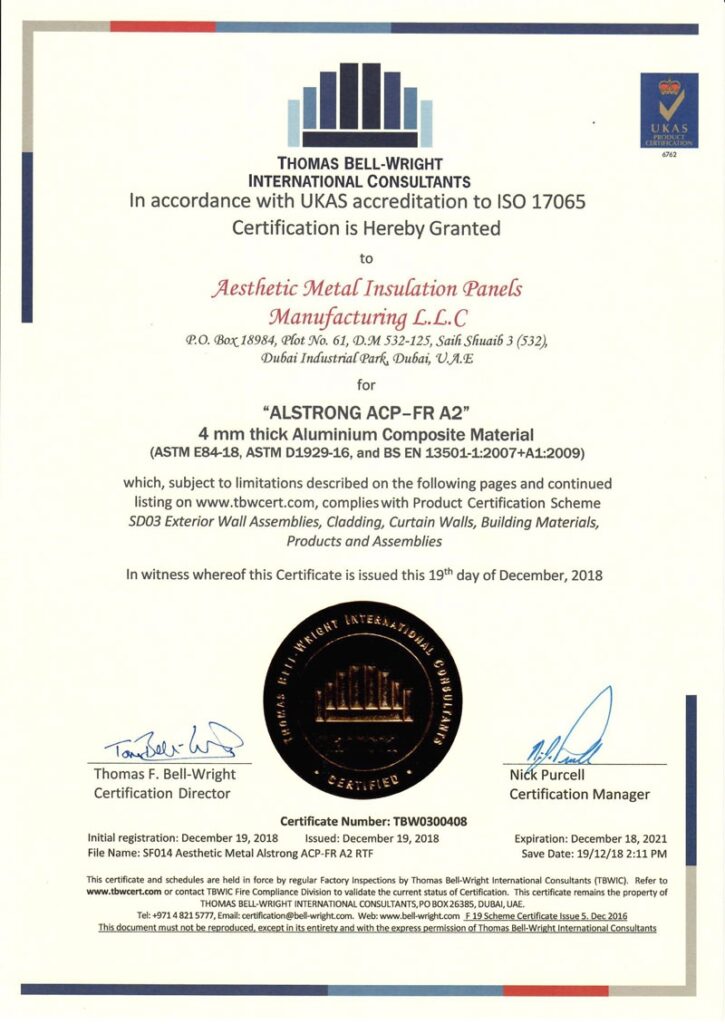 THOMAS BELL-WRIGHT
INTERNATIONAL CONSULTANTS
UKAS
PRODUCT
CERTIFICATION
6762
In accordance with UKAS accreditation to ISO 17065
Certification is Hereby Granted
to
Aesthetic Metal Insulation Panels
Manufacturing L.L.C
P.O. Box 18984, Plot No. 61, D.M 532-125, Saih Shuaib 3 (532),
Dubai Industrial Park, Dubai, U.A.E
for
“ALSTRONG ACP–FR A2”
4 mm thick Aluminium Composite Material
(ASTM E84-18, ASTM D1929-16, and BS EN 13501-1:2007+A1:2009)
which, subject to limitations described on the following pages and continued
listing on www.tbwcert.com, complies with Product Certification Scheme
SD03 Exterior Wall Assemblies, Cladding, Curtain Walls, Building Materials,
Products and Assemblies
In witness whereof this Certificate is issued this 19th day of December, 2018
THOMAS BELL-WRIGHT INTERNATIONAL CONSULTANTS
• CERTIFIED •
Thomas F. Bell-Wright
Certification Director
Nick Purcell
Certification Manager
Certificate Number: TBW0300408
Initial registration: December 19, 2018 Issued: December 19, 2018 Expiration: December 18, 2021
File Name: SF014 Aesthetic Metal Alstrong ACP-FR A2 RTF Save Date: 19/12/18 2:11 PM
This certificate and schedules are held in force by regular Factory Inspections by Thomas Bell-Wright International Consultants (TBWIC). Refer to
www.tbwcert.com or contact TBWIC Fire Compliance Division to validate the current status of Certification. This certificate remains the property of
THOMAS BELL-WRIGHT INTERNATIONAL CONSULTANTS, PO BOX 26385, DUBAI, UAE.
Tel: +971 4 821 5777, Email: certification@bell-wright.com. Web: www.bell-wright.com F 19 Scheme Certificate Issue 5. Dec 2016
This document must not be reproduced, except in its entirety and with the express permission of Thomas Bell-Wright International Consultants